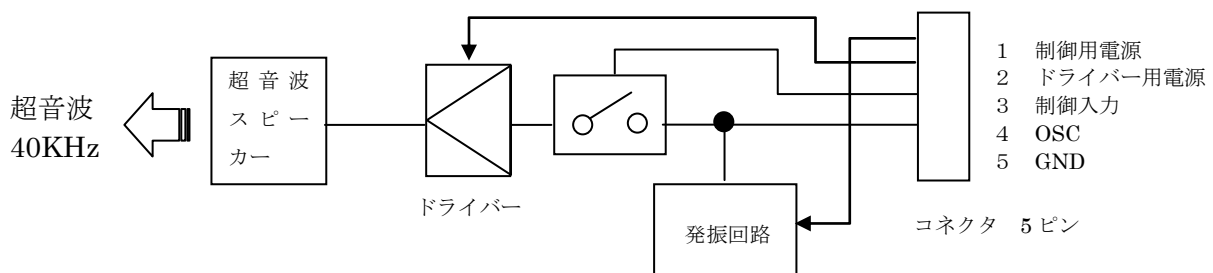 超音波
40KHz
超音波
スピー
カー
ドライバー
発振回路
1 制御用電源
2 ドライバー用電源
3 制御入力
4 OSC
5 GND
コネクタ 5ピン